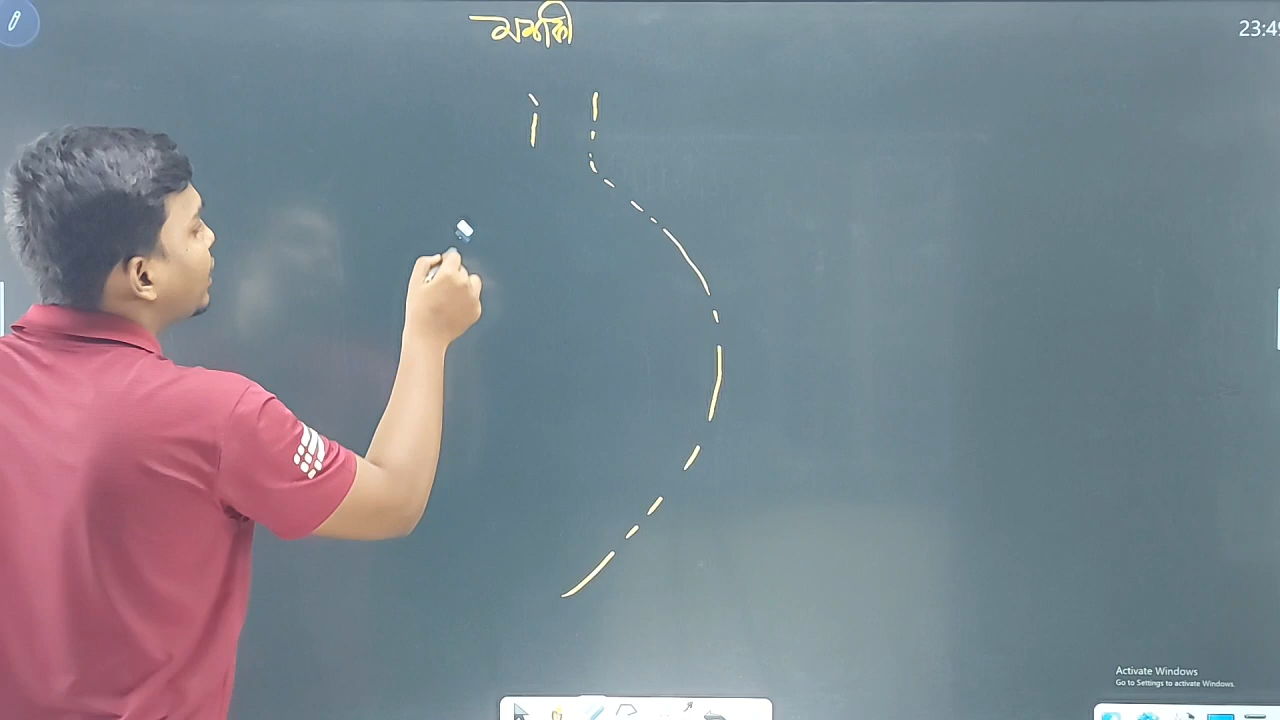 মশকী
23:4
Activate Windows
Go to Settings to activate Windows.